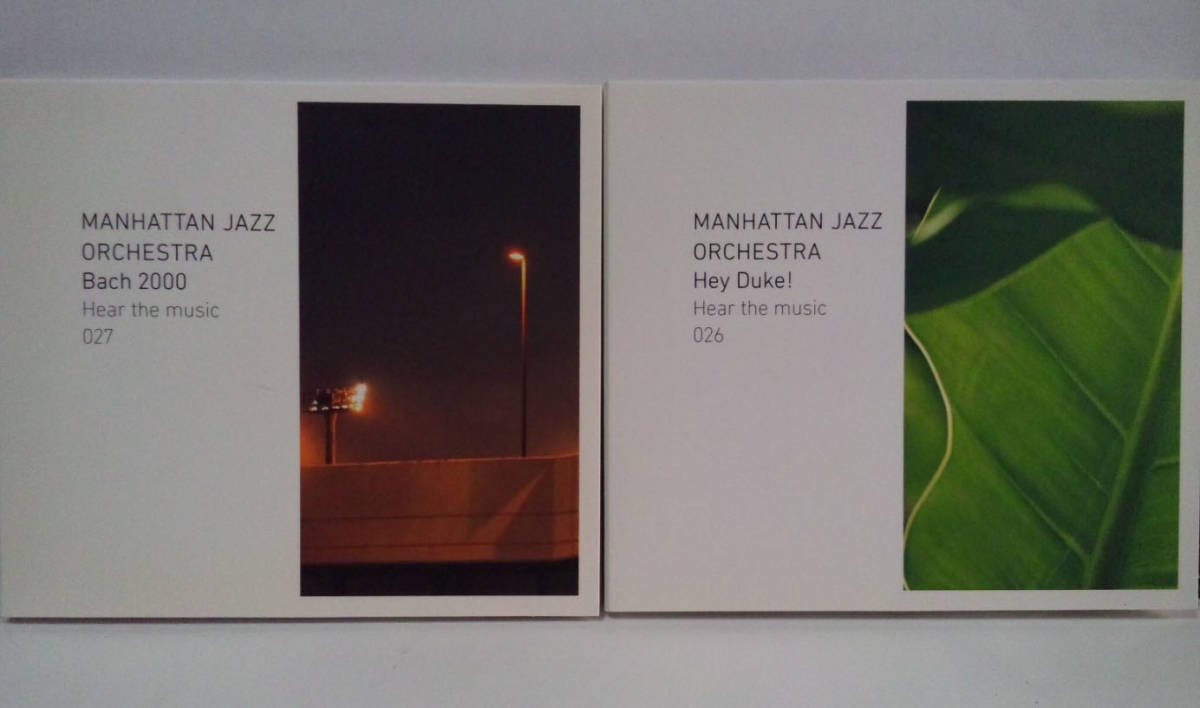 MANHATTAN JAZZ
ORCHESTRA
Bach 2000
Hear the music
027
MANHATTAN JAZZ
ORCHESTRA
Hey Duke!
Hear the music
026